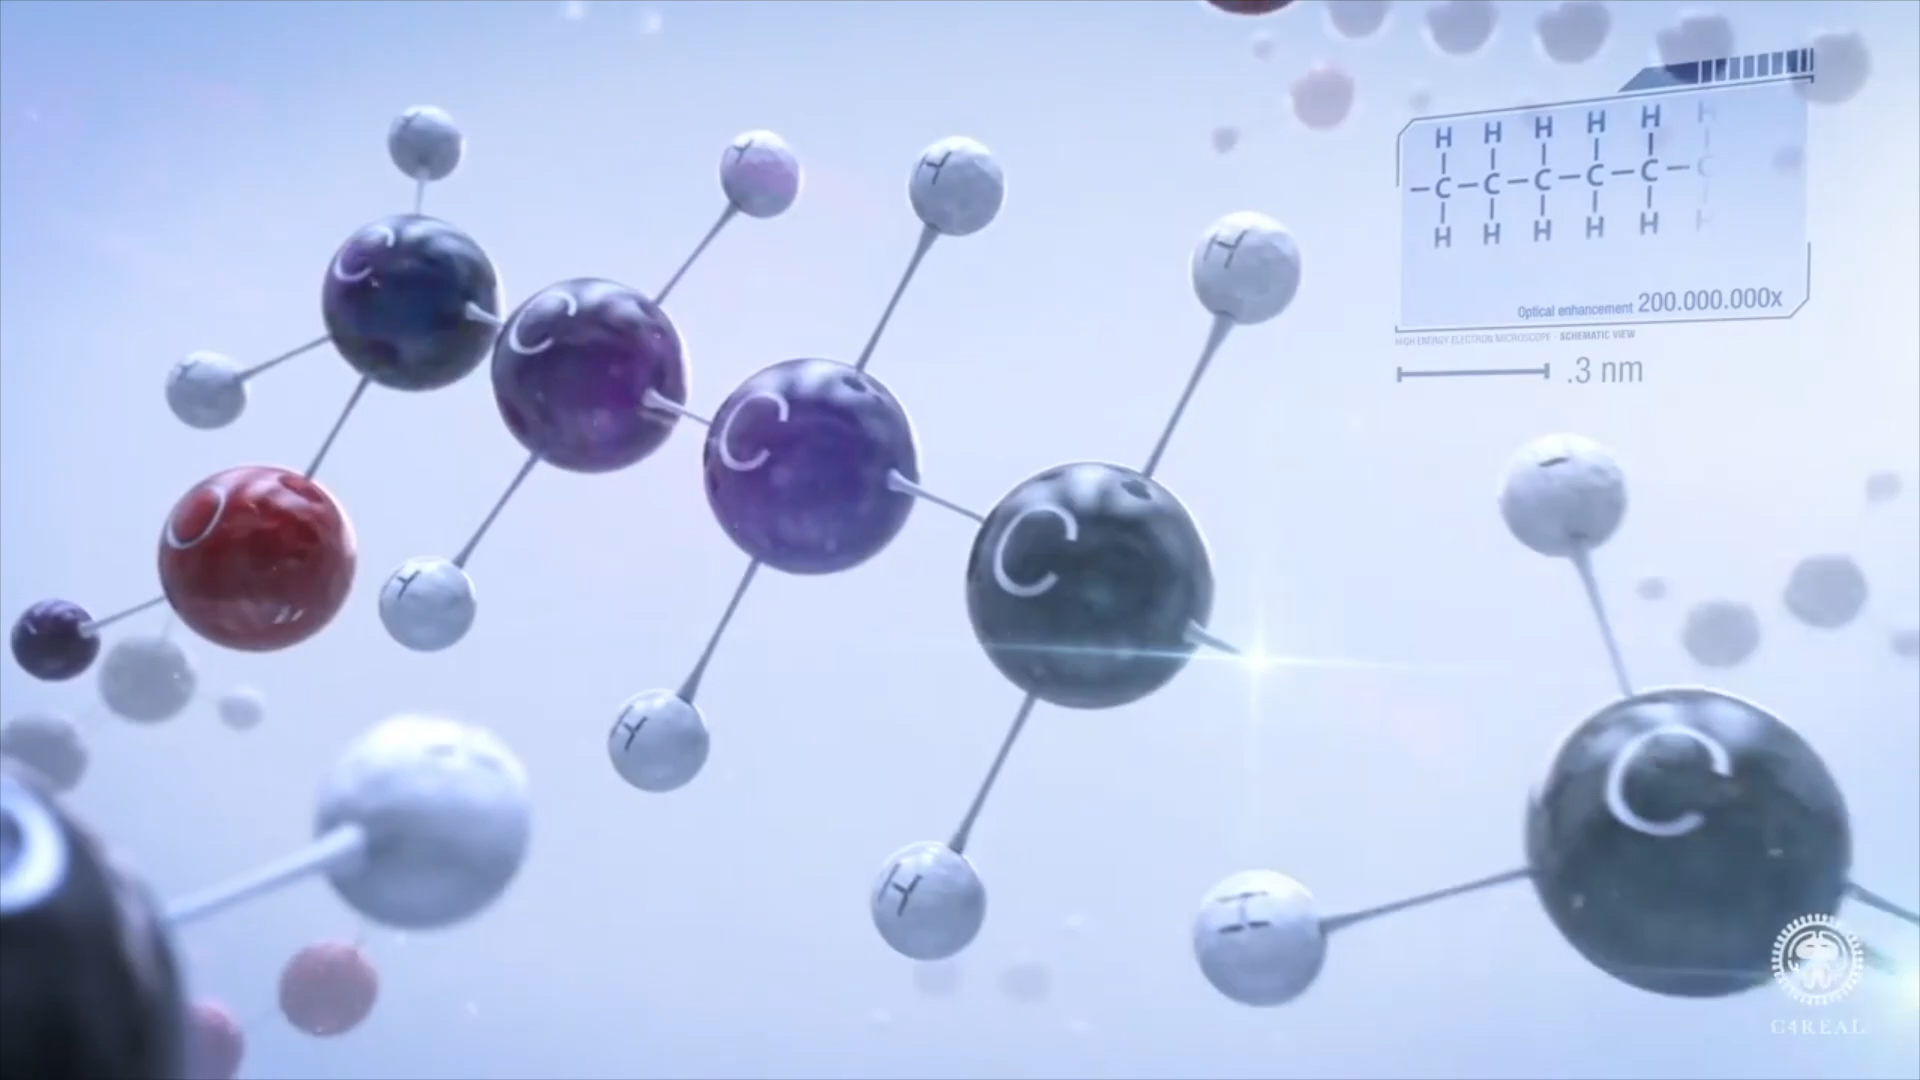 H H H H H H
-C-C-C-C-C-C
H H H H H H
Optical enhancement 200.000.000x
HIGH ENERGY ELECTRON MICROSCOPE - SCHEMATIC VIEW
.3 nm
H
H
H
C
H
C
H
C
O
C
H
H
H
C
H
H
C4REAL